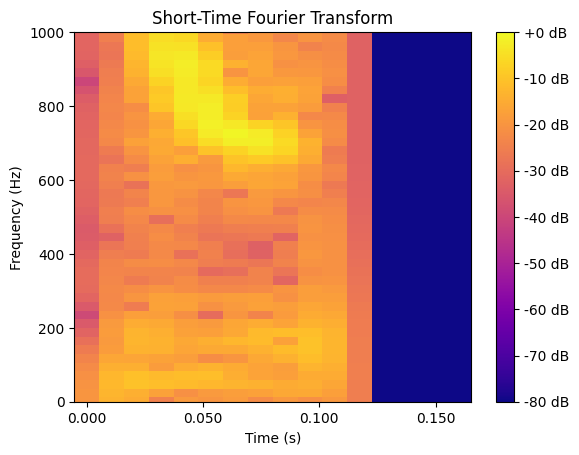 Short-Time Fourier Transform
Frequency (Hz)
1000
800
600
400
200
0
0.000
0.050
0.100
0.150
Time (s)
+0 dB
-10 dB
-20 dB
-30 dB
-40 dB
-50 dB
-60 dB
-70 dB
-80 dB